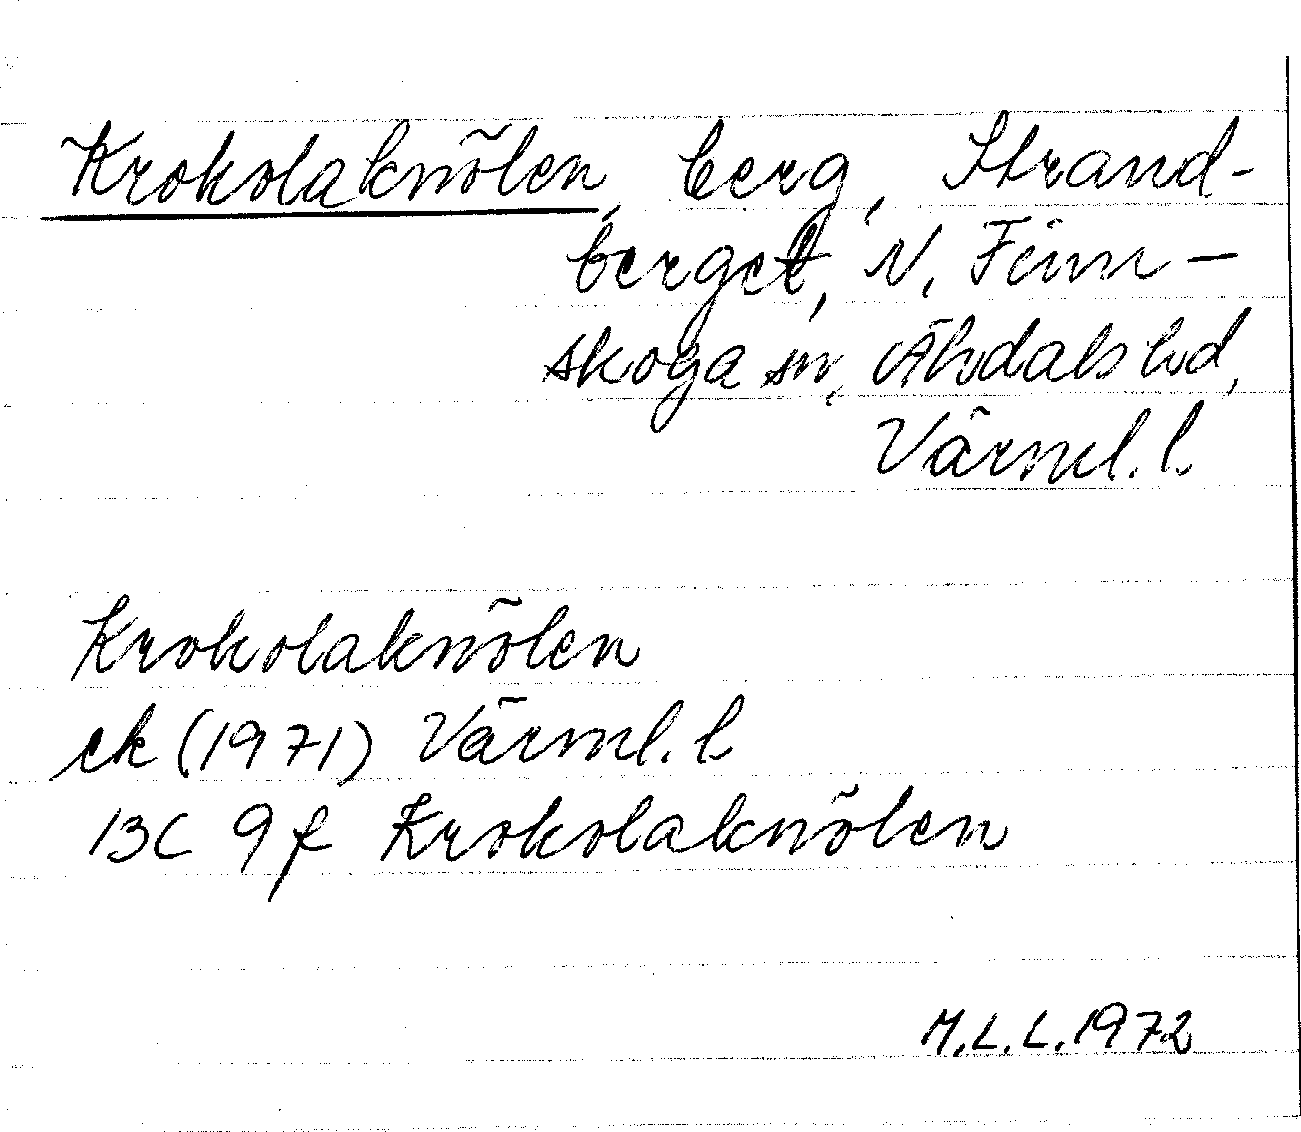 Krokolaknölen, berg, Strand-
berget, N. Finn-
skoga sn, Älvdals hd,
Värml. l.
Krokolaknölen
ek (1971) Värml. l.
13C 9f Krokolaknölen
M.L.L. 1972